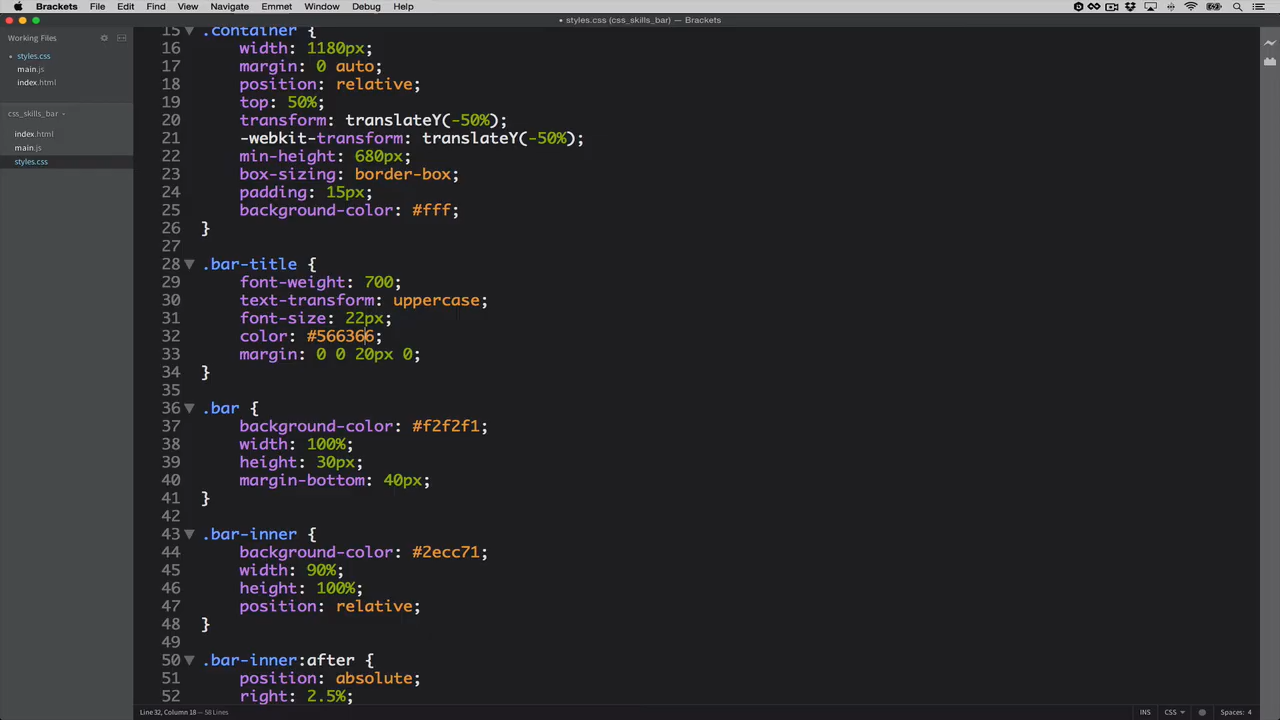 Brackets File Edit Find View Navigate Emmet Window Debug Help
styles.css (css_skills_bar) — Brackets
Working Files
styles.css
main.js
index.html
css_skills_bar
index.html
main.js
styles.css
15 .container {
16 width: 1180px;
17 margin: 0 auto;
18 position: relative;
19 top: 50%;
20 transform: translateY(-50%);
21 -webkit-transform: translateY(-50%);
22 min-height: 680px;
23 box-sizing: border-box;
24 padding: 15px;
25 background-color: #fff;
26 }
27
28 .bar-title {
29 font-weight: 700;
30 text-transform: uppercase;
31 font-size: 22px;
32 color: #566366;
33 margin: 0 0 20px 0;
34 }
35
36 .bar {
37 background-color: #f2f2f1;
38 width: 100%;
39 height: 30px;
40 margin-bottom: 40px;
41 }
42
43 .bar-inner {
44 background-color: #2ecc71;
45 width: 90%;
46 height: 100%;
47 position: relative;
48 }
49
50 .bar-inner:after {
51 position: absolute;
52 right: 2.5%;
Line 32, Column 18 — 58 Lines
INS CSS Spaces: 4